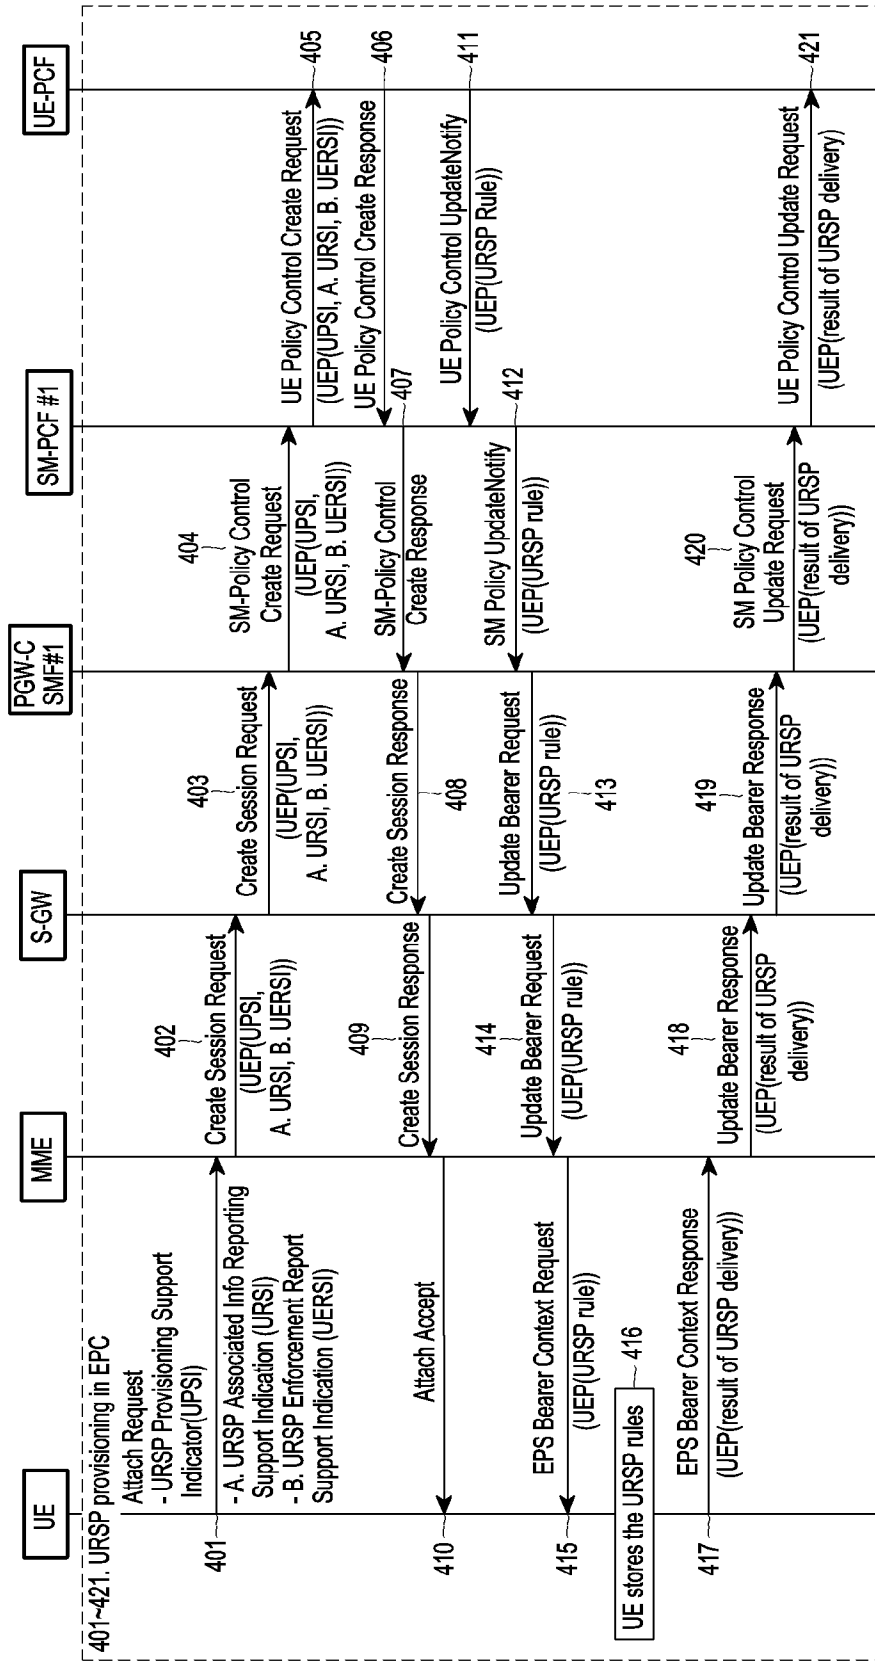 UE
MME
S-GW
PGW-C
SMF#1
SM-PCF #1
UE-PCF
401~421. URSP provisioning in EPC
Attach Request
- URSP Provisioning Support
Indicator(UPSI)
- A. URSP Associated Info Reporting
Support Indication (URSI)
- B. URSP Enforcement Report
Support Indication (UERSI)
401
402
Create Session Request
(UEP(UPSI,
A. URSI, B. UERSI))
403
Create Session Request
(UEP(UPSI,
A. URSI, B. UERSI))
404
SM-Policy Control
Create Request
(UEP(UPSI,
A. URSI, B. UERSI))
UE Policy Control Create Request
(UEP(UPSI, A. URSI, B. UERSI))
405
UE Policy Control Create Response
406
407
SM-Policy Control
Create Response
Create Session Response
408
409
Create Session Response
Attach Accept
410
UE Policy Control UpdateNotify
(UEP(URSP Rule))
411
412
SM Policy UpdateNotify
(UEP(URSP rule))
Update Bearer Request
(UEP(URSP rule))
413
414
Update Bearer Request
(UEP(URSP rule))
EPS Bearer Context Request
(UEP(URSP rule))
415
UE stores the URSP rules
416
EPS Bearer Context Response
(UEP(result of URSP delivery))
417
418
Update Bearer Response
(UEP(result of URSP
delivery))
419
Update Bearer Response
(UEP(result of URSP
delivery))
420
SM Policy Control
Update Request
(UEP(result of URSP
delivery))
UE Policy Control Update Request
(UEP(result of URSP delivery)
421